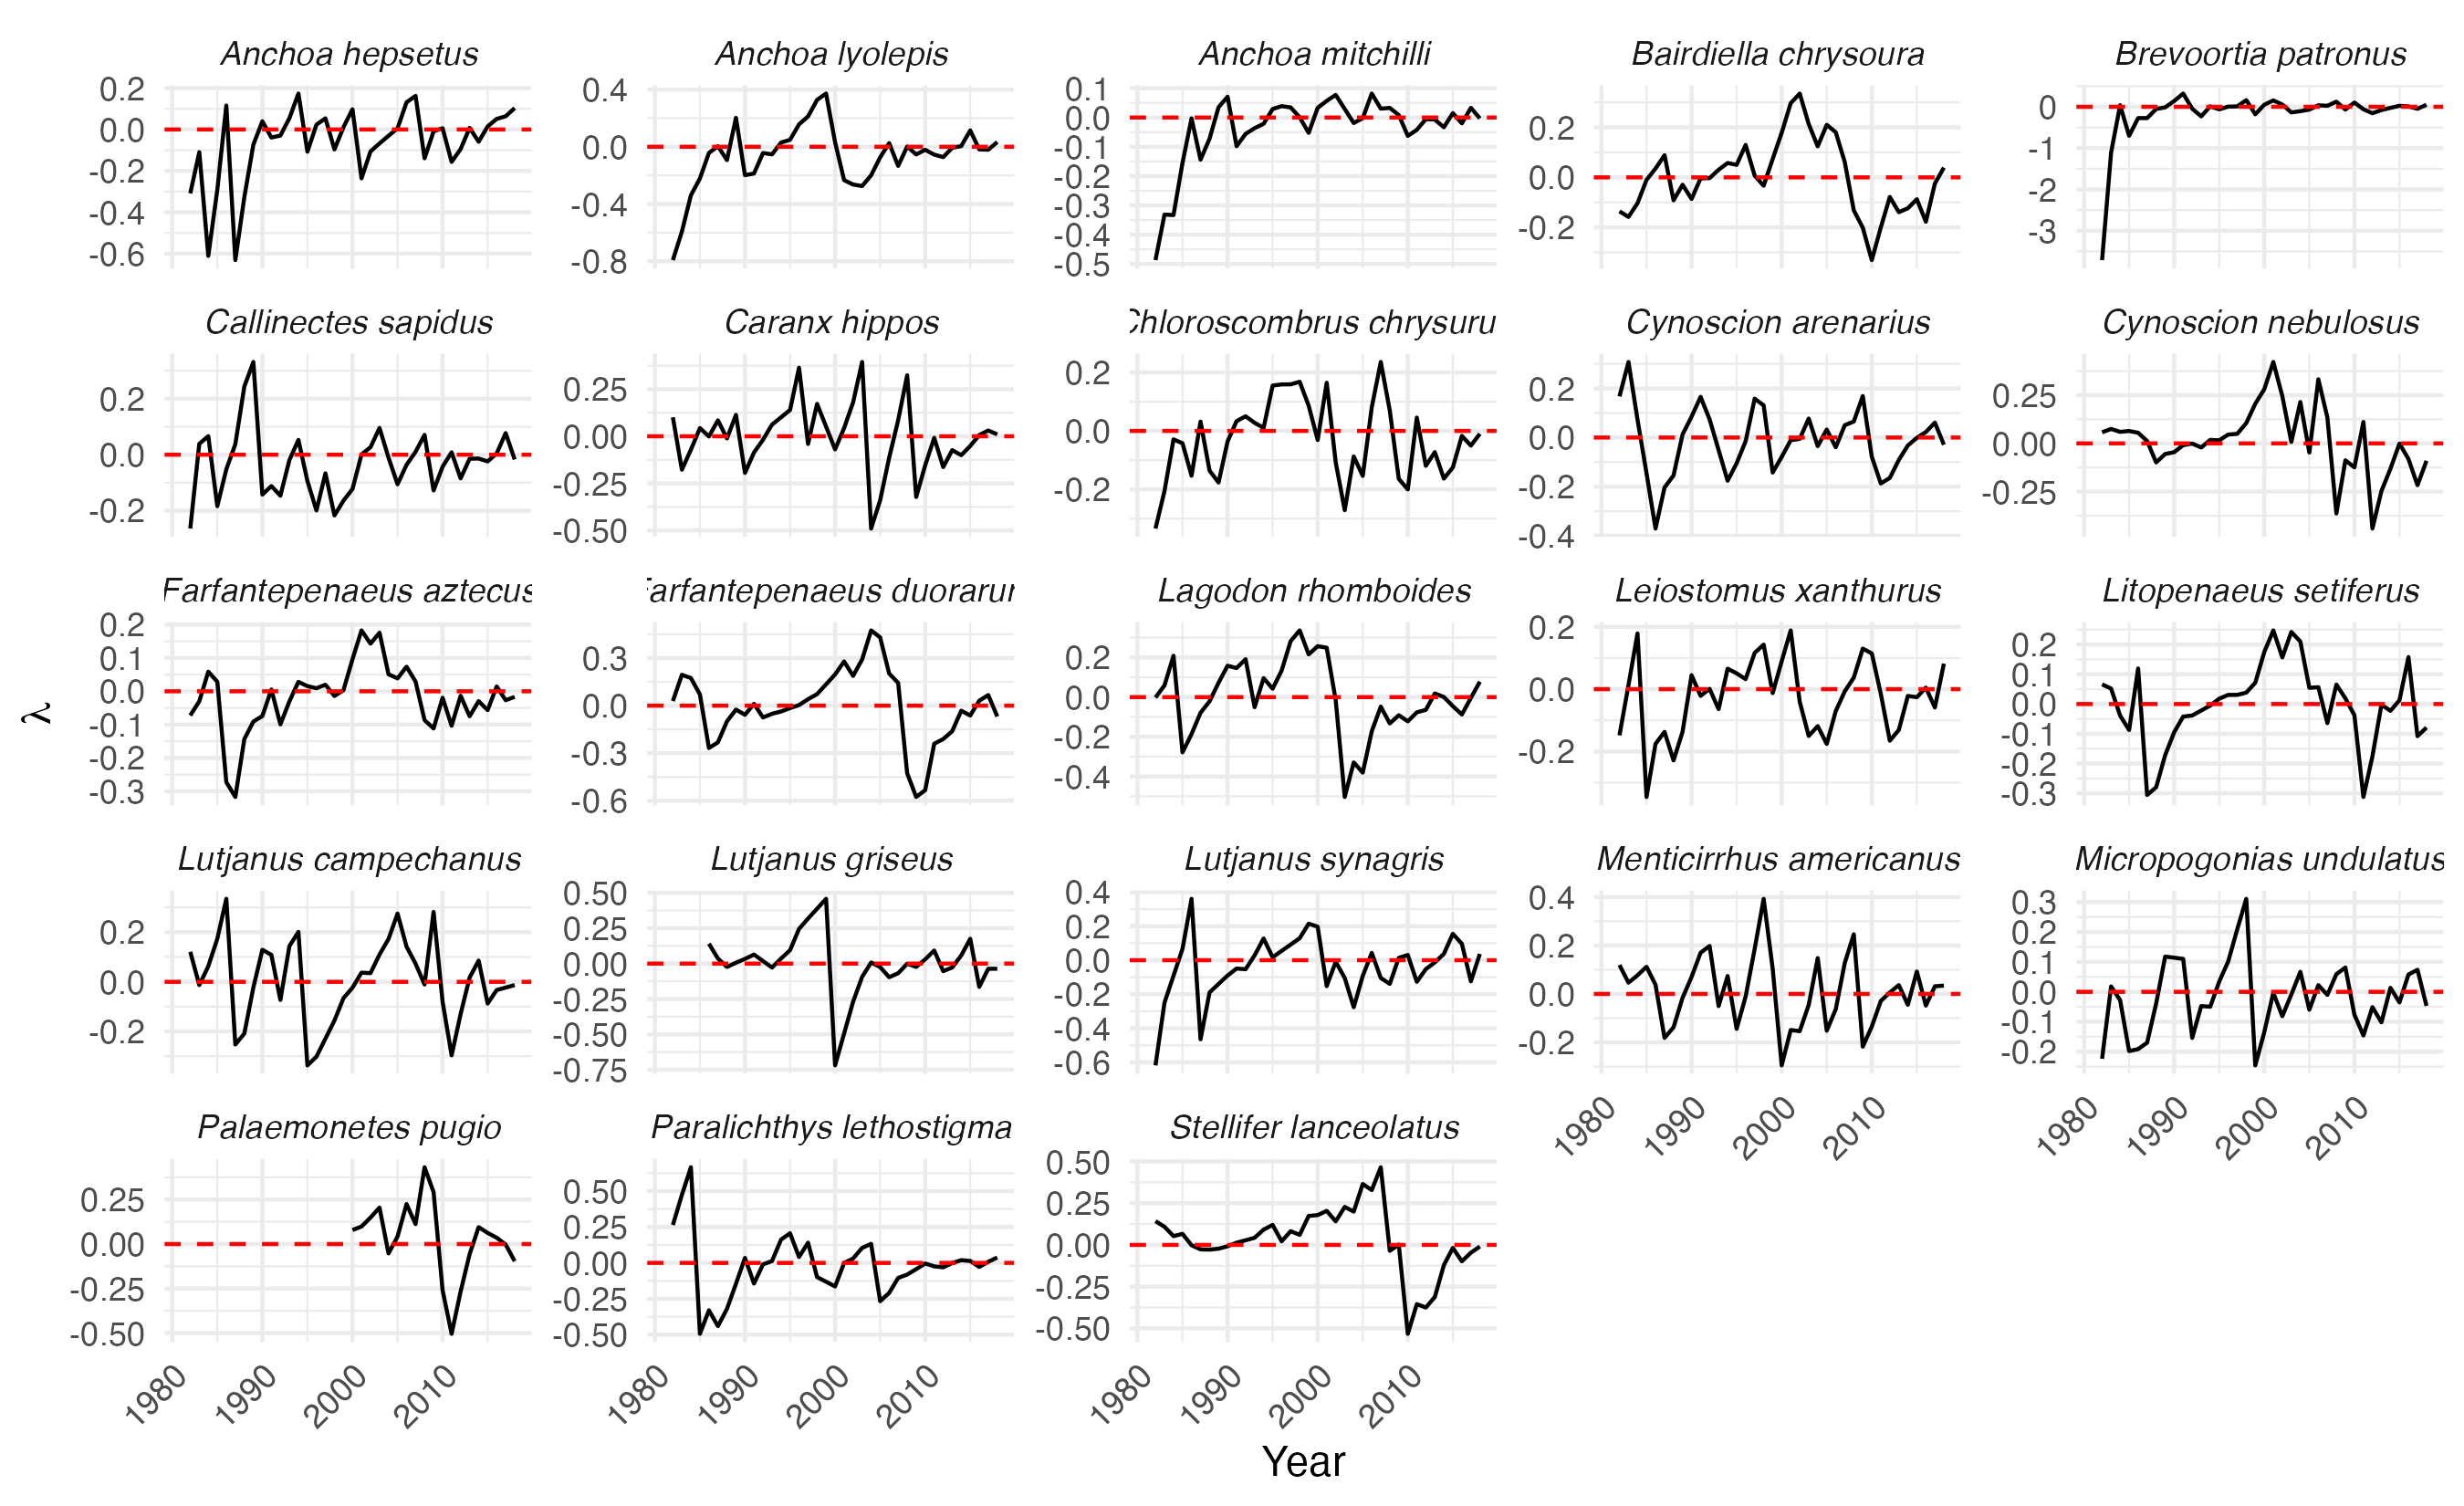 Anchoa hepsetus Anchoa lyolepis Anchoa mitchilli Bairdiella chrysoura Brevoortia patronus
0.2 0.0 -0.2 -0.4 -0.6
0.4 0.0 -0.4 -0.8
0.1 0.0 -0.1 -0.2 -0.3 -0.4 -0.5
0.2 0.0 -0.2
0 -1 -2 -3
Callinectes sapidus Caranx hippos Chloroscombrus chrysuru Cynoscion arenarius Cynoscion nebulosus
0.2 0.0 -0.2
0.25 0.00 -0.25 -0.50
0.2 0.0 -0.2
0.2 0.0 -0.2 -0.4
0.25 0.00 -0.25
Farfantepenaeus aztecus arfantepenaeus duorarum Lagodon rhomboides Leiostomus xanthurus Litopenaeus setiferus
0.2 0.1 0.0 -0.1 -0.2 -0.3
0.3 0.0 -0.3 -0.6
0.2 0.0 -0.2 -0.4
0.2 0.0 -0.2
0.2 0.1 0.0 -0.1 -0.2 -0.3
λ
Lutjanus campechanus Lutjanus griseus Lutjanus synagris Menticirrhus americanus Micropogonias undulatus
0.2 0.0 -0.2
0.50 0.25 0.00 -0.25 -0.50 -0.75
0.4 0.2 0.0 -0.2 -0.4 -0.6
0.4 0.2 0.0 -0.2
0.3 0.2 0.1 0.0 -0.1 -0.2
1980 1990 2000 2010
1980 1990 2000 2010
Palaemonetes pugio Paralichthys lethostigma Stellifer lanceolatus
0.25 0.00 -0.25 -0.50
0.50 0.25 0.00 -0.25 -0.50
0.50 0.25 0.00 -0.25 -0.50
1980 1990 2000 2010
1980 1990 2000 2010
1980 1990 2000 2010
Year